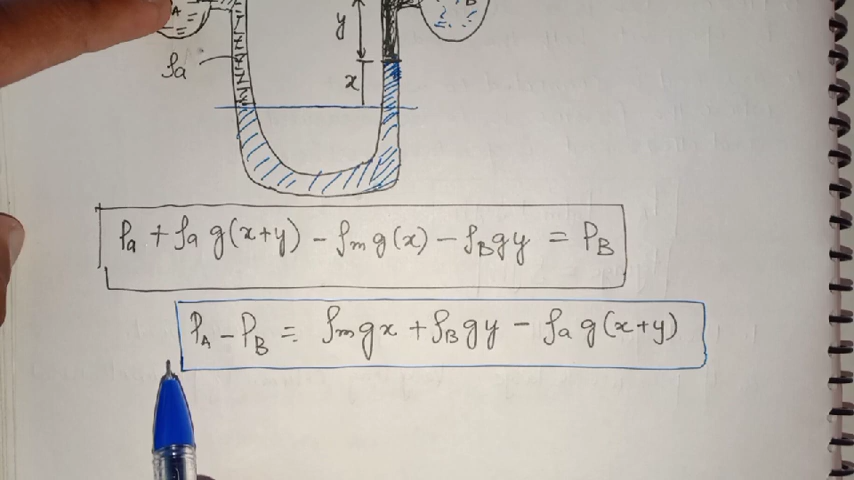 A
B
y
ρa
x
Pa + ρa g(x+y) - ρm g(x) - ρB g y = PB
PA - PB = ρm g x + ρB g y - ρa g(x+y)